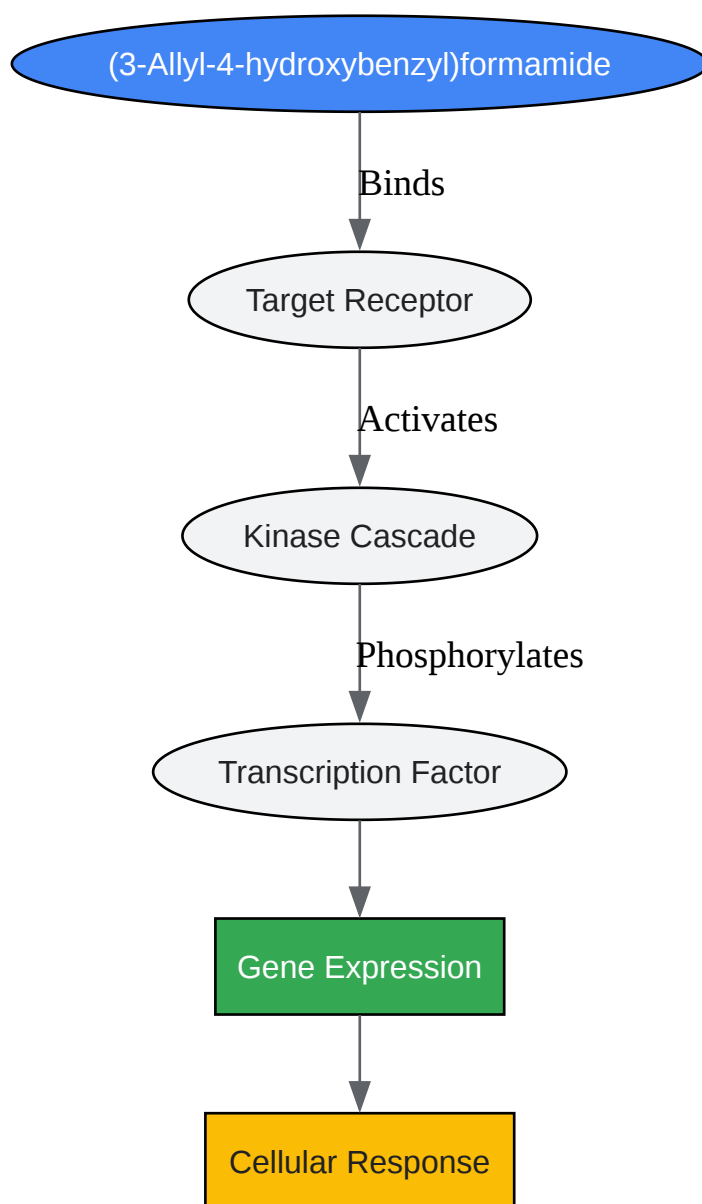 (3-Allyl-4-hydroxybenzyl)formamide
Binds
Target Receptor
Activates
Kinase Cascade
Phosphorylates
Transcription Factor
Gene Expression
Cellular Response